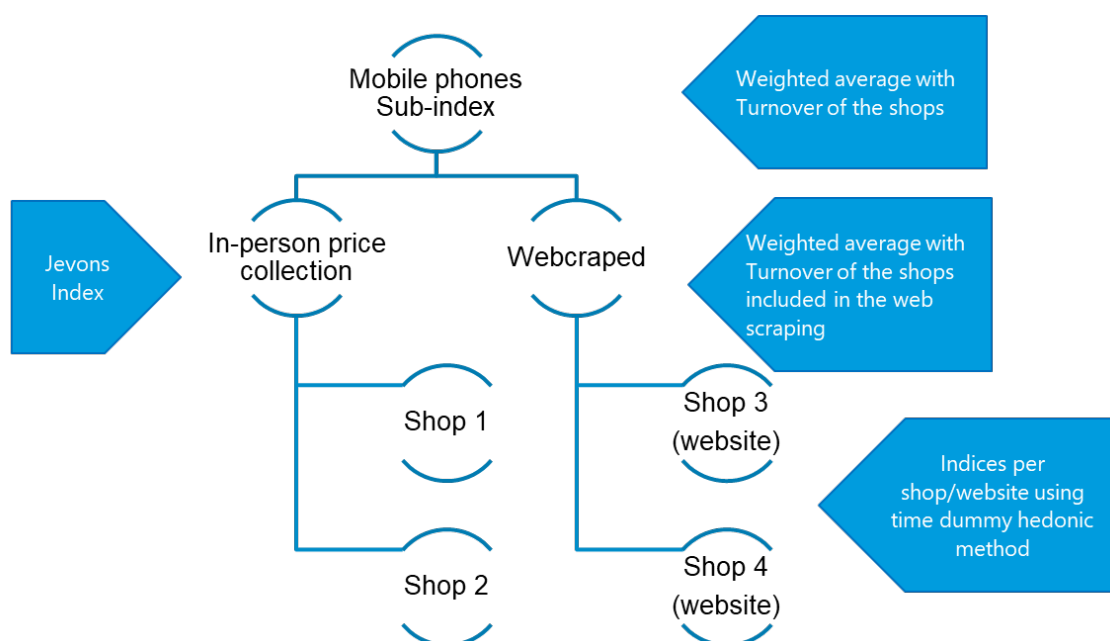 Mobile phones
Sub-index
Weighted average with
Turnover of the shops
Jevons
Index
In-person price
collection
Webcraped
Weighted average with
Turnover of the shops
included in the web
scraping
Shop 1
Shop 3
(website)
Shop 2
Shop 4
(website)
Indices per
shop/website using
time dummy hedonic
method